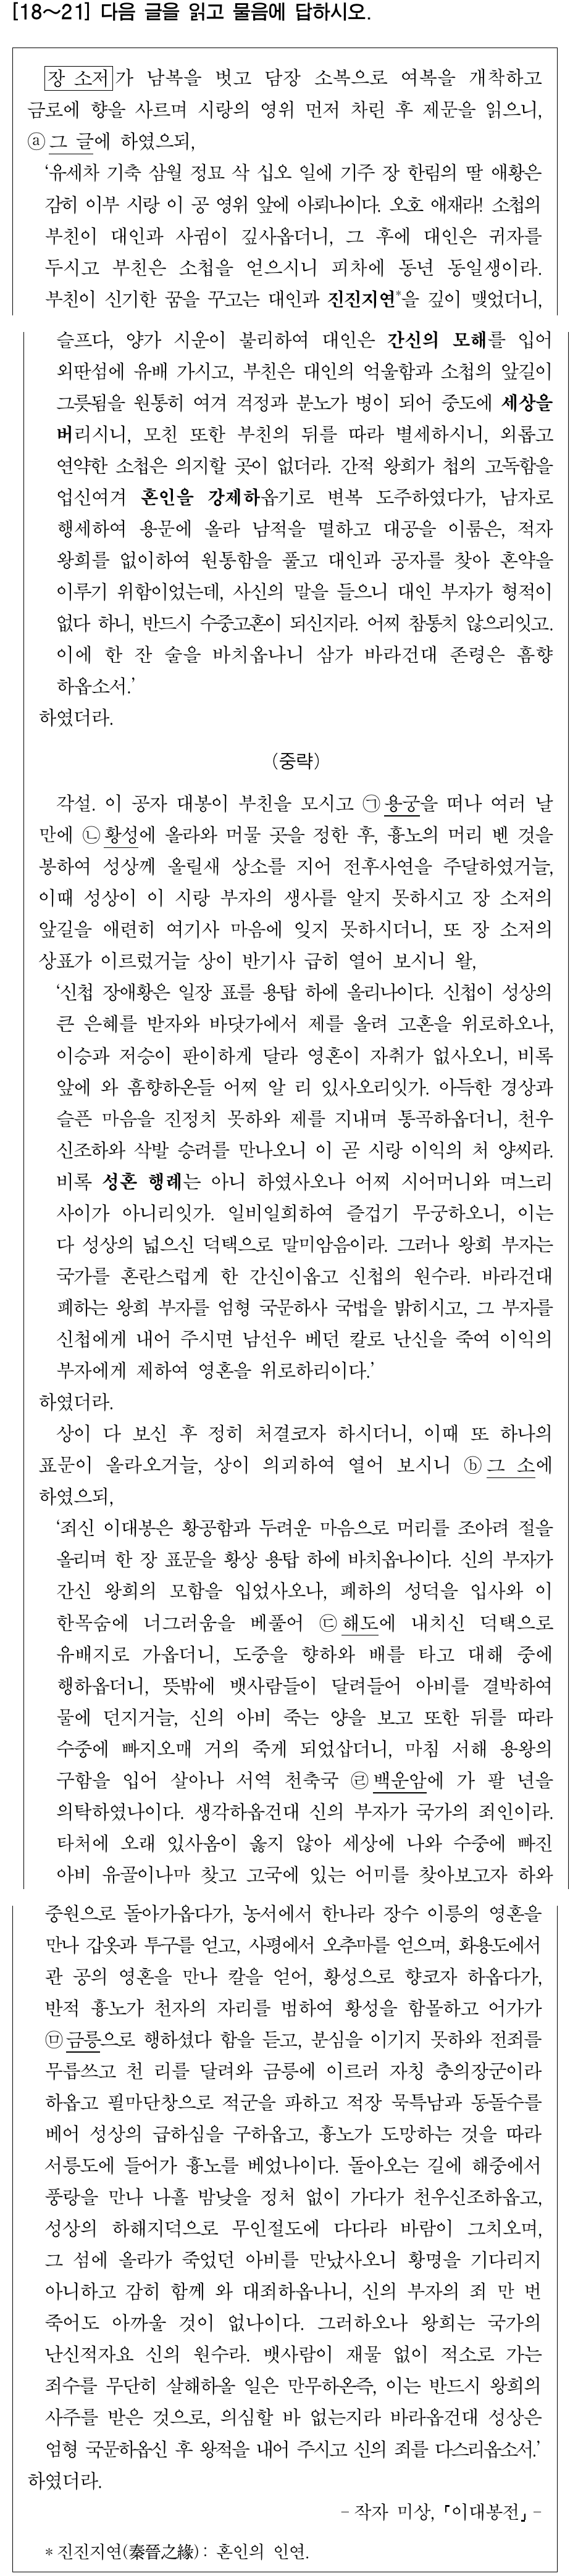 [18~21] 다음 글을 읽고 물음에 답하시오.
장 소저가 남복을 벗고 담장 소복으로 여복을 개착하고
금로에 향을 사르며 시랑의 영위 먼저 차린 후 제문을 읽으니,
ⓐ그 글에 하였으되,
‘유세차 기축 삼월 정묘 삭 십오 일에 기주 장 한림의 딸 애황은
감히 이부 시랑 이 공 영위 앞에 아뢰나이다. 오호 애재라! 소첩의
부친이 대인과 사귐이 깊사옵더니, 그 후에 대인은 귀자를
두시고 부친은 소첩을 얻으시니 피차에 동년 동일생이라.
부친이 신기한 꿈을 꾸고는 대인과 진진지연*을 깊이 맺었더니,
슬프다, 양가 시운이 불리하여 대인은 간신의 모해를 입어
외딴섬에 유배 가시고, 부친은 대인의 억울함과 소첩의 앞길이
그릇됨을 원통히 여겨 걱정과 분노가 병이 되어 중도에 세상을
버리시니, 모친 또한 부친의 뒤를 따라 별세하시니, 외롭고
연약한 소첩은 의지할 곳이 없더라. 간적 왕희가 첩의 고독함을
업신여겨 혼인을 강제하옵기로 변복 도주하였다가, 남자로
행세하여 용문에 올라 남적을 멸하고 대공을 이룸은, 적자
왕희를 없이하여 원통함을 풀고 대인과 공자를 찾아 혼약을
이루기 위함이었는데, 사신의 말을 들으니 대인 부자가 형적이
없다 하니, 반드시 수중고혼이 되신지라. 어찌 참통치 않으리잇고.
이에 한 잔 술을 바치옵나니 삼가 바라건대 존령은 흠향
하옵소서.’
하였더라.
(중략)
각설. 이 공자 대봉이 부친을 모시고 ㉠용궁을 떠나 여러 날
만에 ㉡황성에 올라와 머물 곳을 정한 후, 흉노의 머리 벤 것을
봉하여 성상께 올릴새 상소를 지어 전후사연을 주달하였거늘,
이때 성상이 이 시랑 부자의 생사를 알지 못하시고 장 소저의
앞길을 애련히 여기사 마음에 잊지 못하시더니, 또 장 소저의
상표가 이르렀거늘 상이 반기사 급히 열어 보시니 왈,
‘신첩 장애황은 일장 표를 용탑 하에 올리나이다. 신첩이 성상의
큰 은혜를 받자와 바닷가에서 제를 올려 고혼을 위로하오나,
이승과 저승이 판이하게 달라 영혼이 자취가 없사오니, 비록
앞에 와 흠향하온들 어찌 알 리 있사오리잇가. 아득한 경상과
슬픈 마음을 진정치 못하와 제를 지내며 통곡하옵더니, 천우
신조하와 삭발 승려를 만나오니 이 곧 시랑 이익의 처 양씨라.
비록 성혼 행례는 아니 하였사오나 어찌 시어머니와 며느리
사이가 아니리잇가. 일비일희하여 즐겁기 무궁하오니, 이는
다 성상의 넓으신 덕택으로 말미암음이라. 그러나 왕희 부자는
국가를 혼란스럽게 한 간신이옵고 신첩의 원수라. 바라건대
폐하는 왕희 부자를 엄형 국문하사 국법을 밝히시고, 그 부자를
신첩에게 내어 주시면 남선우 베던 칼로 난신을 죽여 이익의
부자에게 제하여 영혼을 위로하리이다.’
하였더라.
상이 다 보신 후 정히 처결코자 하시더니, 이때 또 하나의
표문이 올라오거늘, 상이 의괴하여 열어 보시니 ⓑ그 소에
하였으되,
‘죄신 이대봉은 황공함과 두려운 마음으로 머리를 조아려 절을
올리며 한 장 표문을 황상 용탑 하에 바치옵나이다. 신의 부자가
간신 왕희의 모함을 입었사오나, 폐하의 성덕을 입사와 이
한목숨에 너그러움을 베풀어 ㉢해도에 내치신 덕택으로
유배지로 가옵더니, 도중을 향하와 배를 타고 대해 중에
행하옵더니, 뜻밖에 뱃사람들이 달려들어 아비를 결박하여
물에 던지거늘, 신의 아비 죽는 양을 보고 또한 뒤를 따라
수중에 빠지오매 거의 죽게 되었삽더니, 마침 서해 용왕의
구함을 입어 살아나 서역 천축국 ㉣백운암에 가 팔 년을
의탁하였나이다. 생각하옵건대 신의 부자가 국가의 죄인이라.
타처에 오래 있사옴이 옳지 않아 세상에 나와 수중에 빠진
아비 유골이나마 찾고 고국에 있는 어미를 찾아보고자 하와
중원으로 돌아가옵다가, 농서에서 한나라 장수 이릉의 영혼을
만나 갑옷과 투구를 얻고, 사평에서 오추마를 얻으며, 화용도에서
관 공의 영혼을 만나 칼을 얻어, 황성으로 향코자 하옵다가,
반적 흉노가 천자의 자리를 범하여 황성을 함몰하고 어가가
㉤금릉으로 행하셨다 함을 듣고, 분심을 이기지 못하와 전죄를
무릅쓰고 천 리를 달려와 금릉에 이르러 자칭 충의장군이라
하옵고 필마단창으로 적군을 파하고 적장 묵특남과 동돌수를
베어 성상의 급하심을 구하옵고, 흉노가 도망하는 것을 따라
서릉도에 들어가 흉노를 베었나이다. 돌아오는 길에 해중에서
풍랑을 만나 나흘 밤낮을 정처 없이 가다가 천우신조하옵고,
성상의 하해지덕으로 무인절도에 다다라 바람이 그치오며,
그 섬에 올라가 죽었던 아비를 만났사오니 황명을 기다리지
아니하고 감히 함께 와 대죄하옵나니, 신의 부자의 죄 만 번
죽어도 아까울 것이 없나이다. 그러하오나 왕희는 국가의
난신적자요 신의 원수라. 뱃사람이 재물 없이 적소로 가는
죄수를 무단히 살해하올 일은 만무하온즉, 이는 반드시 왕희의
사주를 받은 것으로, 의심할 바 없는지라 바라옵건대 성상은
엄형 국문하옵신 후 왕적을 내어 주시고 신의 죄를 다스리옵소서.’
하였더라.
- 작자 미상, 「이대봉전」 -
* 진진지연(秦晉之緣) : 혼인의 인연.